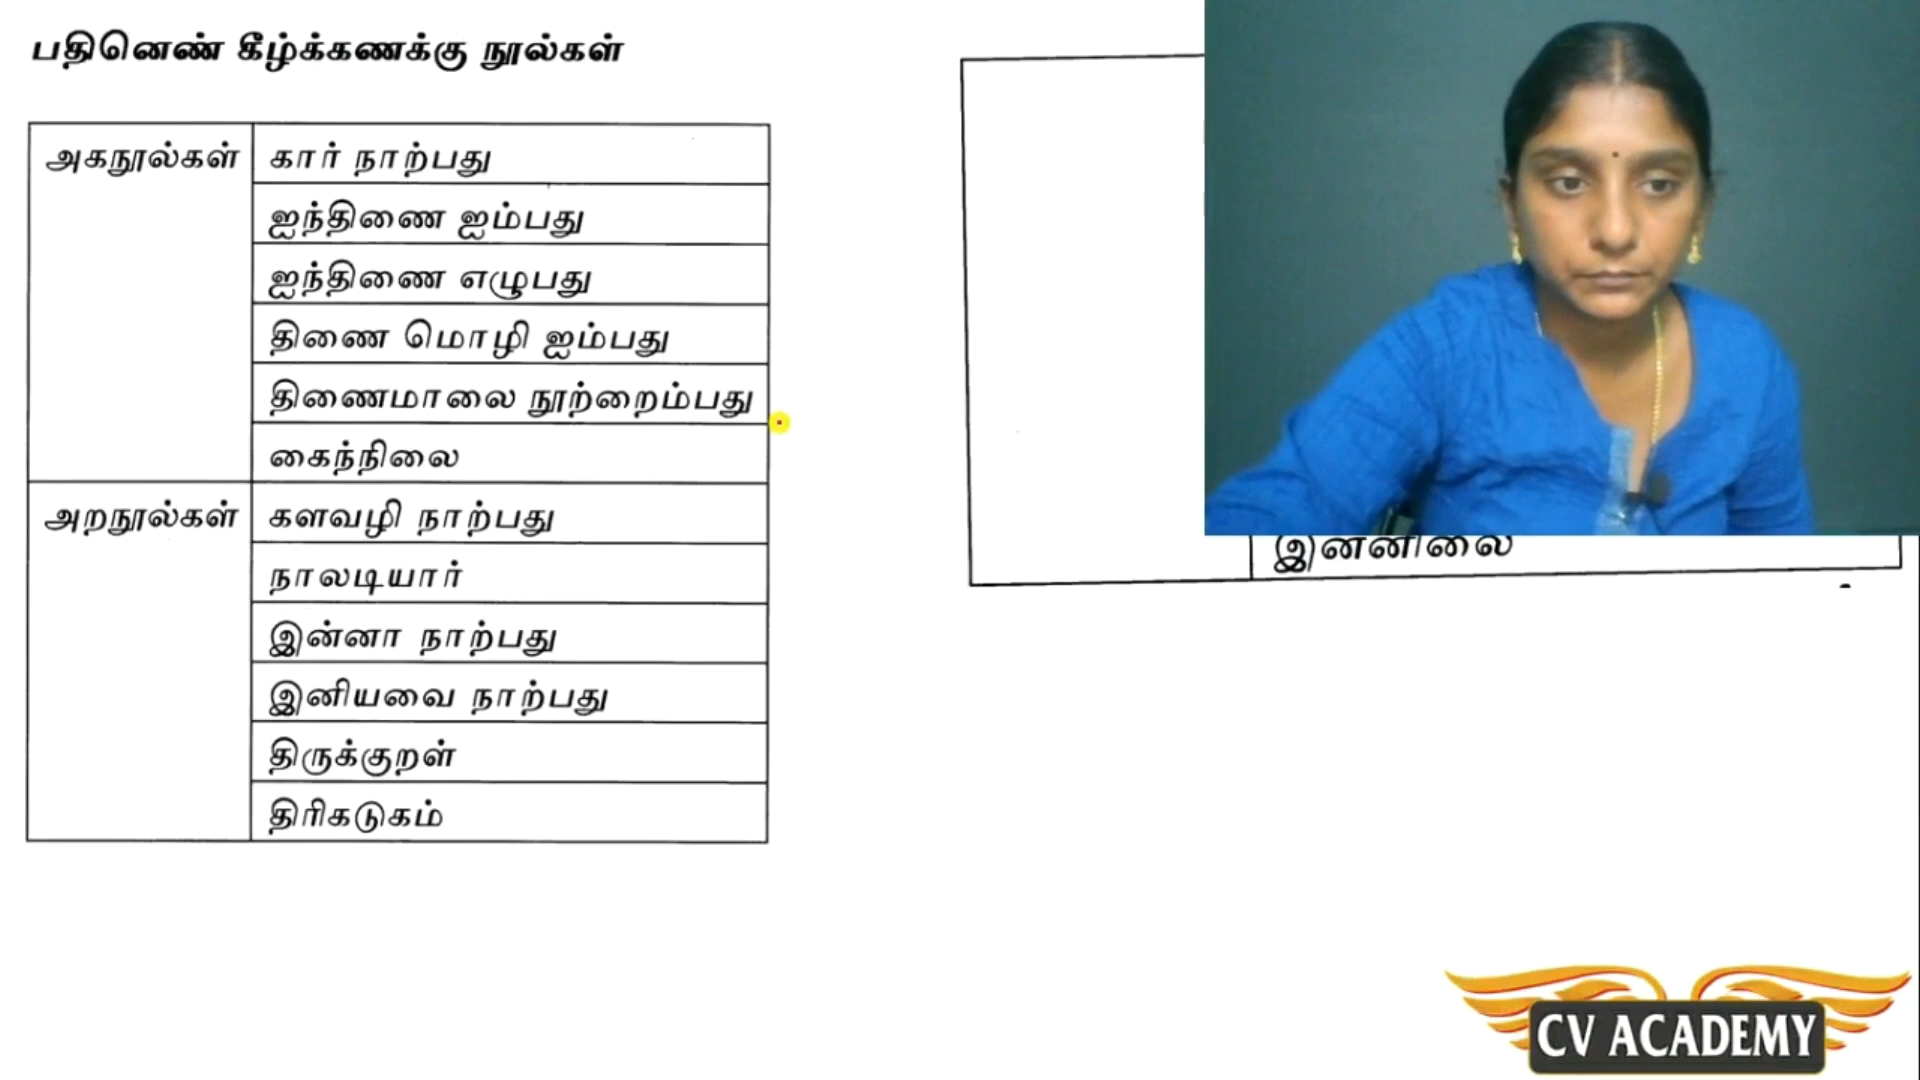 பதினெண் கீழ்க்கணக்கு நூல்கள்
அகநூல்கள்
கார் நாற்பது
ஐந்திணை ஐம்பது
ஐந்திணை எழுபது
திணை மொழி ஐம்பது
திணைமாலை நூற்றைம்பது
கைந்நிலை
அறநூல்கள்
களவழி நாற்பது
நாலடியார்
இன்னா நாற்பது
இனியவை நாற்பது
திருக்குறள்
திரிகடுகம்
இன்னிலை
CV ACADEMY